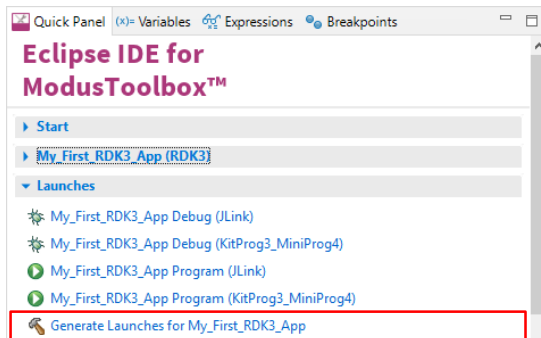 Quick Panel (x)= Variables Expressions Breakpoints
Eclipse IDE for
ModusToolbox™
Start
My_First_RDK3_App (RDK3)
Launches
My_First_RDK3_App Debug (JLink)
My_First_RDK3_App Debug (KitProg3_MiniProg4)
My_First_RDK3_App Program (JLink)
My_First_RDK3_App Program (KitProg3_MiniProg4)
Generate Launches for My_First_RDK3_App